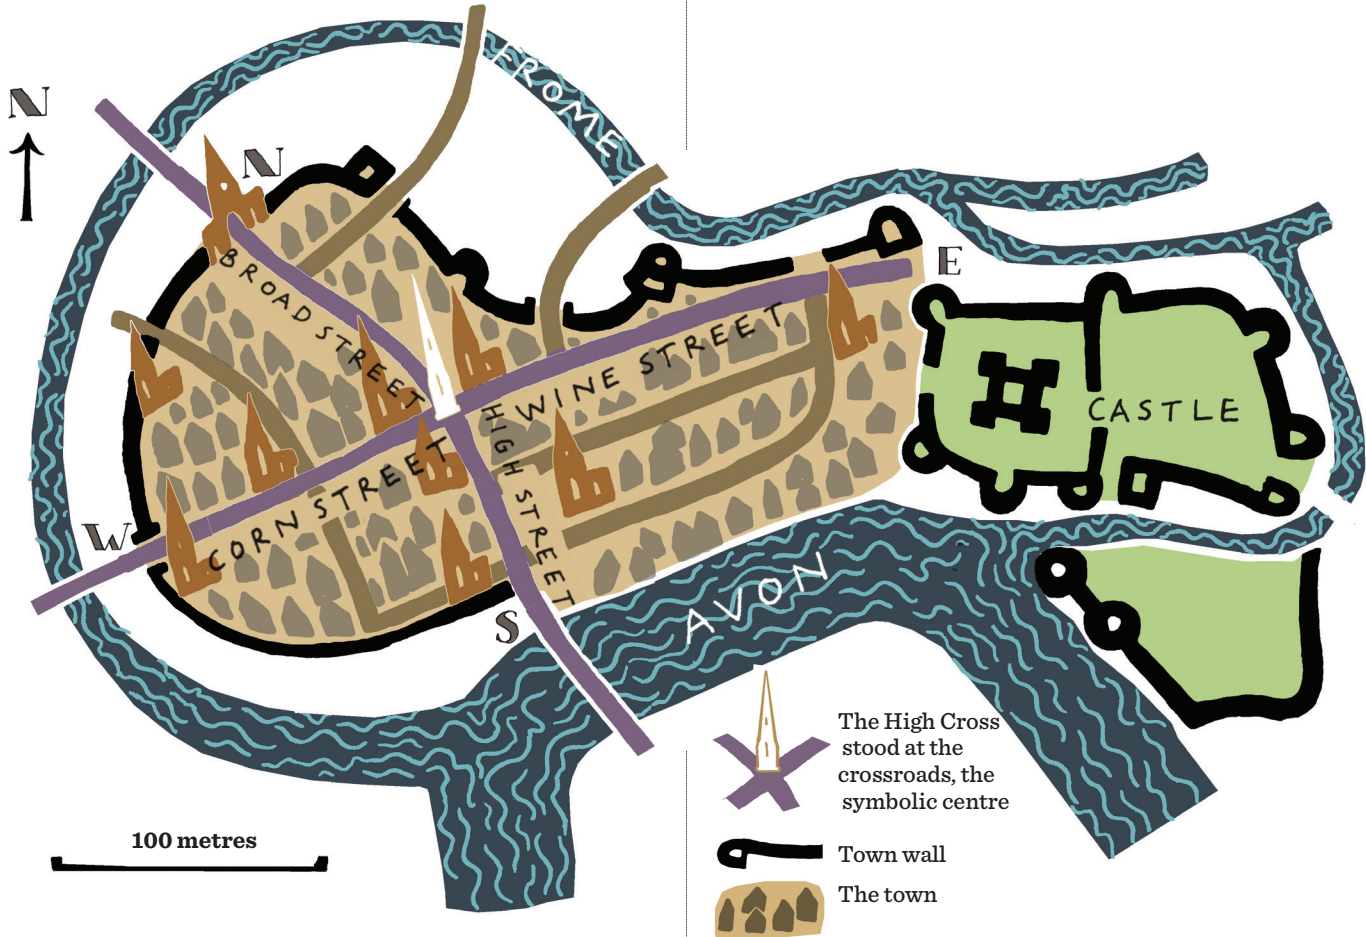 N
FROME
N
E
BROAD STREET
WINE STREET
HIGH STREET
CASTLE
CORN STREET
W
S
AVON
The High Cross
stood at the
crossroads, the
symbolic centre
100 metres
Town wall
The town